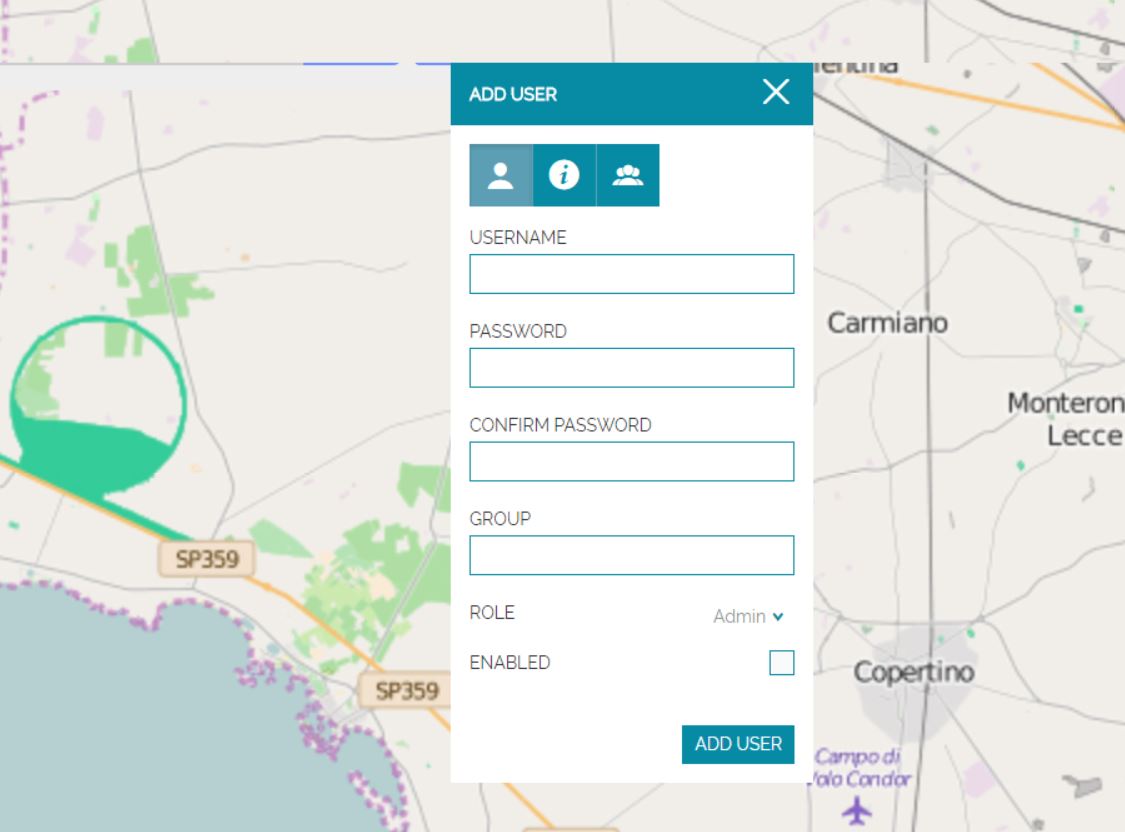 ADD USER
USERNAME
PASSWORD
CONFIRM PASSWORD
GROUP
ROLE
Admin
ENABLED
ADD USER
Carmiano
Monteron
Lecce
SP359
SP359
Copertino
Campo di
Volo Condor